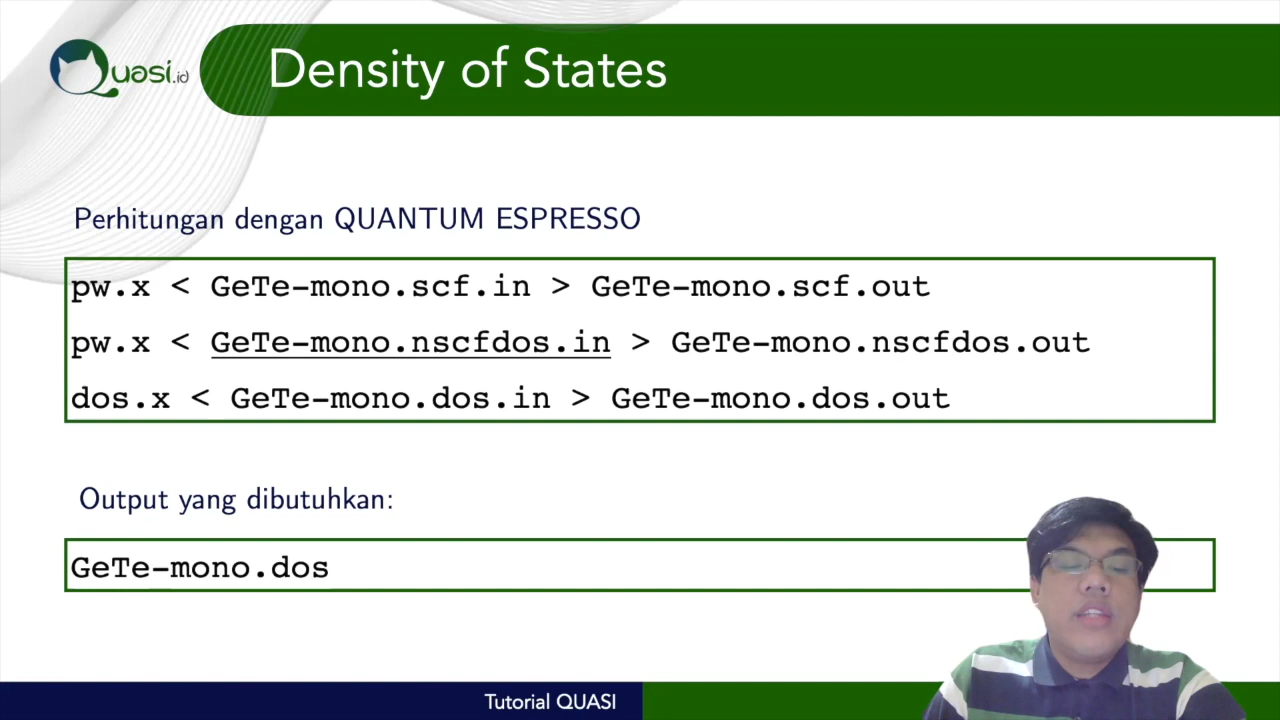 Quasi.id
Density of States
Perhitungan dengan QUANTUM ESPRESSO
pw.x < GeTe-mono.scf.in > GeTe-mono.scf.out
pw.x < GeTe-mono.nscfdos.in > GeTe-mono.nscfdos.out
dos.x < GeTe-mono.dos.in > GeTe-mono.dos.out
Output yang dibutuhkan:
GeTe-mono.dos
Tutorial QUASI